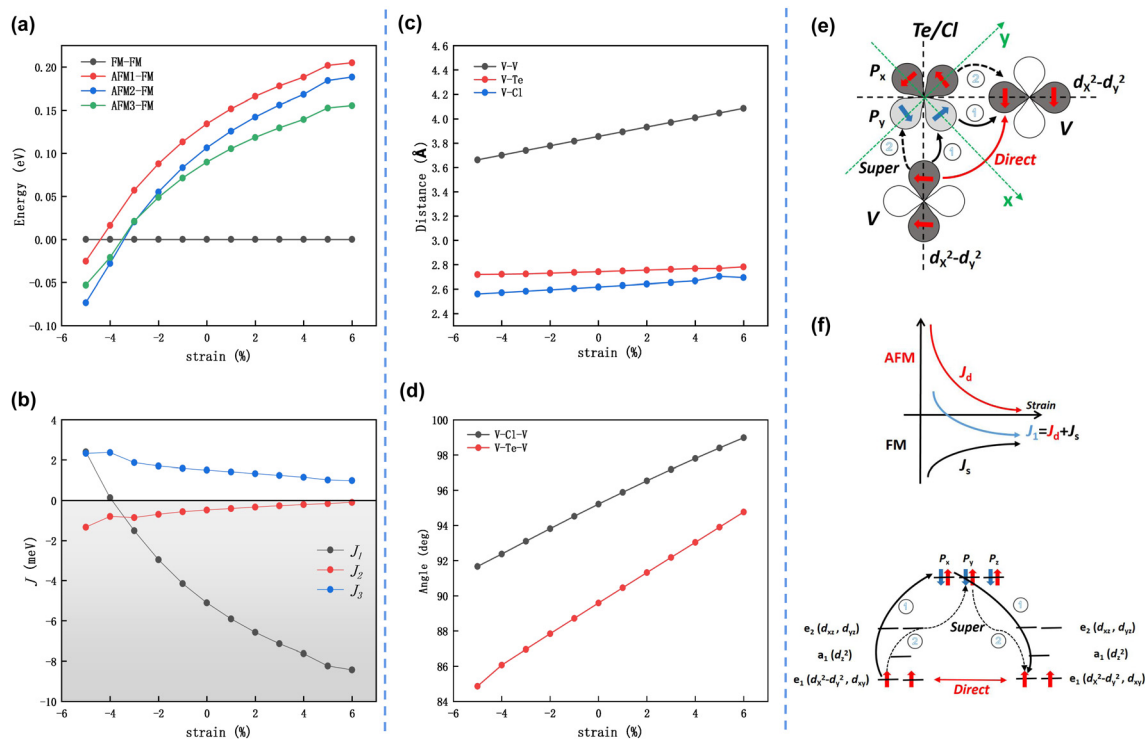 (a)
FM-FM
AFM1-FM
AFM2-FM
AFM3-FM
0.20
0.15
0.10
0.05
0.00
-0.05
-0.10
Energy (eV)
-6 -4 -2 0 2 4 6
strain (%)
(b)
4
2
0
-2
-4
-6
-8
-10
J (meV)
J1
J2
J3
-6 -4 -2 0 2 4 6
strain (%)
(c)
V-V
V-Te
V-Cl
4.6
4.4
4.2
4.0
3.8
3.6
3.4
3.2
3.0
2.8
2.6
2.4
Distance (Å)
-6 -4 -2 0 2 4 6
strain (%)
(d)
V-Cl-V
V-Te-V
100
98
96
94
92
90
88
86
84
Angle (deg)
-6 -4 -2 0 2 4 6
strain (%)
(e)
Te/Cl
y
Px
2
dX²-dy²
Py
1
V
2
1
Super
Direct
V
x
dX²-dy²
(f)
AFM
Jd
Strain
J1=Jd+Js
FM
Js
Px Py Pz
1 1
e2 (dxz, dyz) Super e2 (dxz, dyz)
2 2
a1 (dz²) a1 (dz²)
e1 (dX²-dy², dxy) Direct e1 (dX²-dy², dxy)